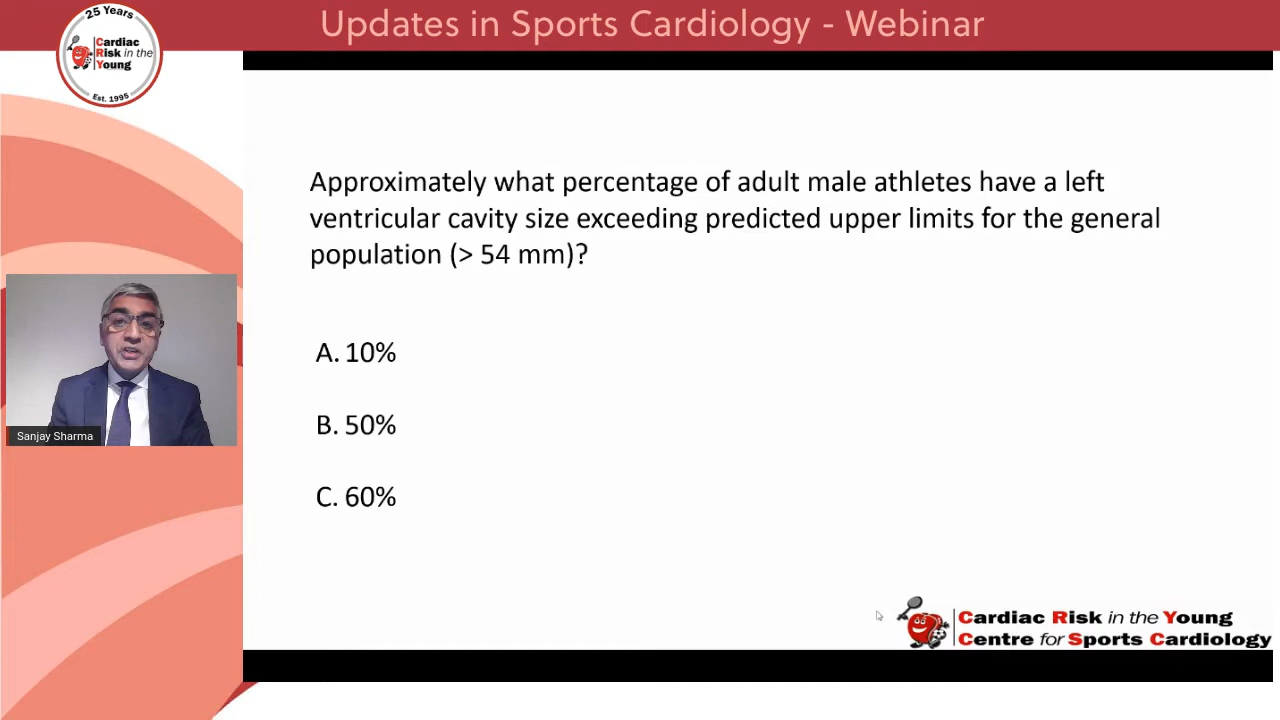 Updates in Sports Cardiology - Webinar
25 Years
Cardiac
Risk in the
Young
Est. 1995
Approximately what percentage of adult male athletes have a left
ventricular cavity size exceeding predicted upper limits for the general
population (> 54 mm)?
A. 10%
B. 50%
C. 60%
Sanjay Sharma
Cardiac Risk in the Young
Centre for Sports Cardiology